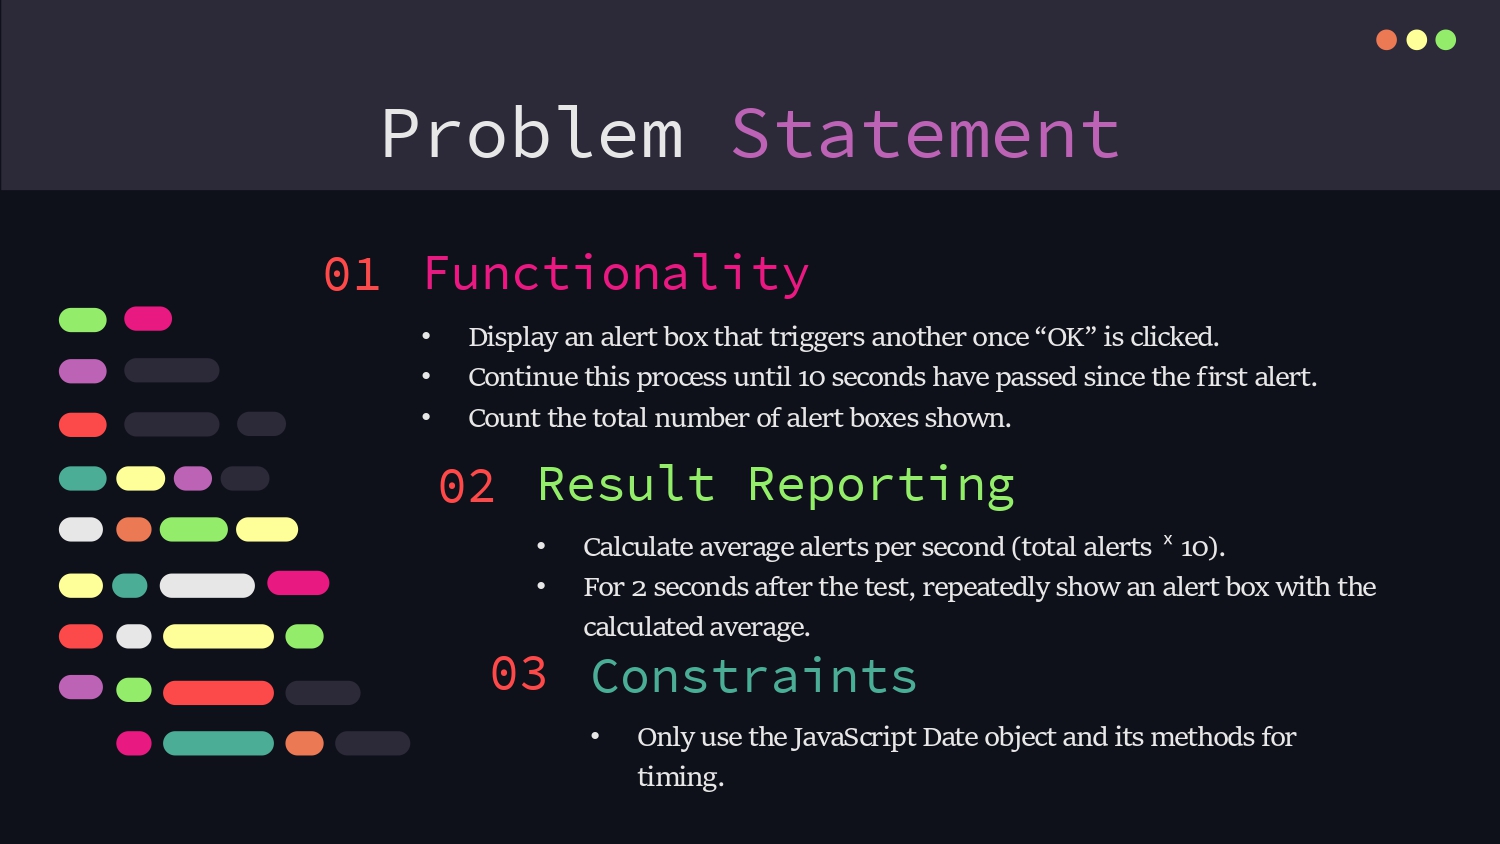 Problem Statement
01 Functionality
• Display an alert box that triggers another once “OK” is clicked.
• Continue this process until 10 seconds have passed since the first alert.
• Count the total number of alert boxes shown.
02 Result Reporting
• Calculate average alerts per second (total alerts ˣ 10).
• For 2 seconds after the test, repeatedly show an alert box with the
calculated average.
03 Constraints
• Only use the JavaScript Date object and its methods for
timing.